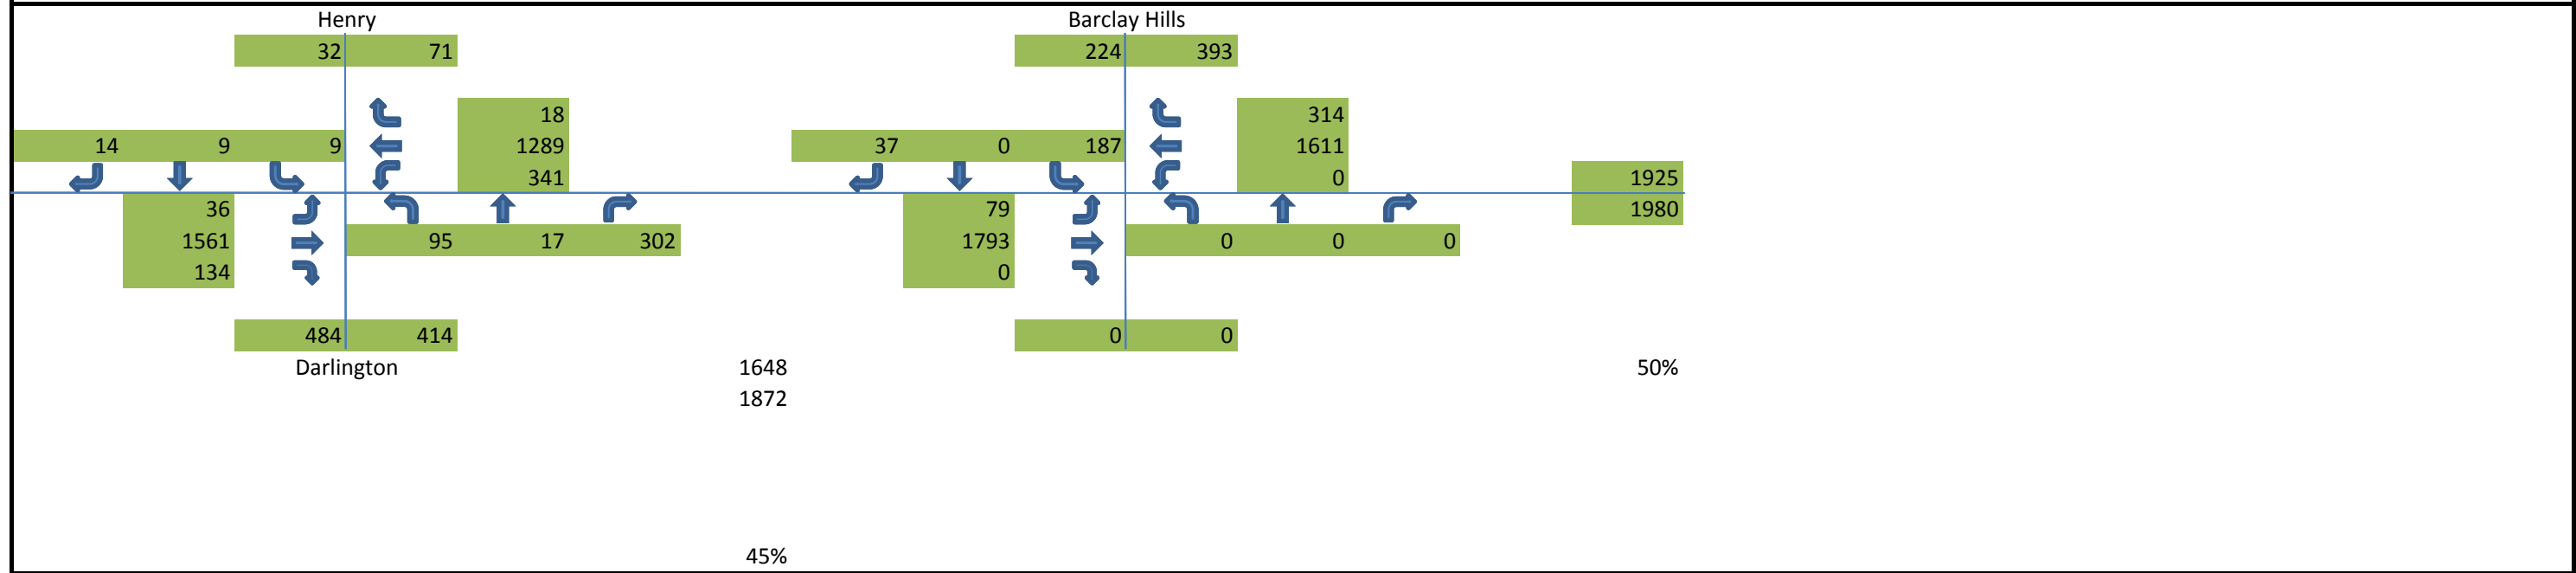 Henry Barclay Hills
32 71 224 393
18 314
14 9 9 1289 37 0 187 1611
341 0 1925
36 79 1980
1561 95 17 302 1793 0 0 0
134 0
484 414 0 0
Darlington 1648 50%
1872
45%